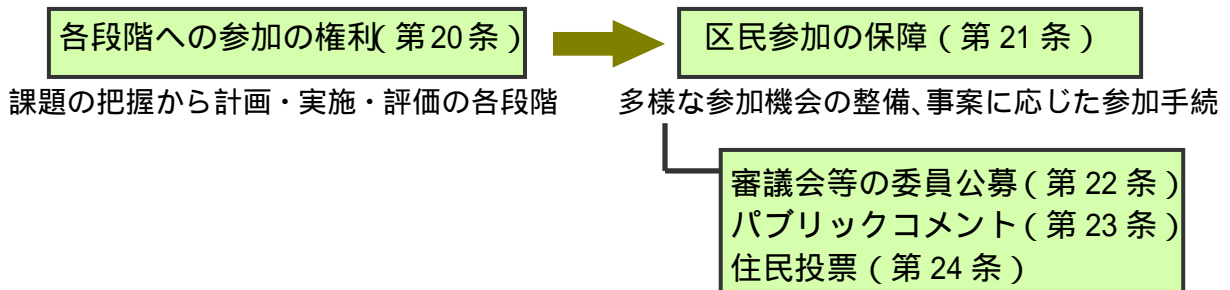 各段階への参加の権利(第20条)
区民参加の保障(第21条)
課題の把握から計画・実施・評価の各段階
多様な参加機会の整備、事案に応じた参加手続
審議会等の委員公募(第22条)
パブリックコメント(第23条)
住民投票(第24条)